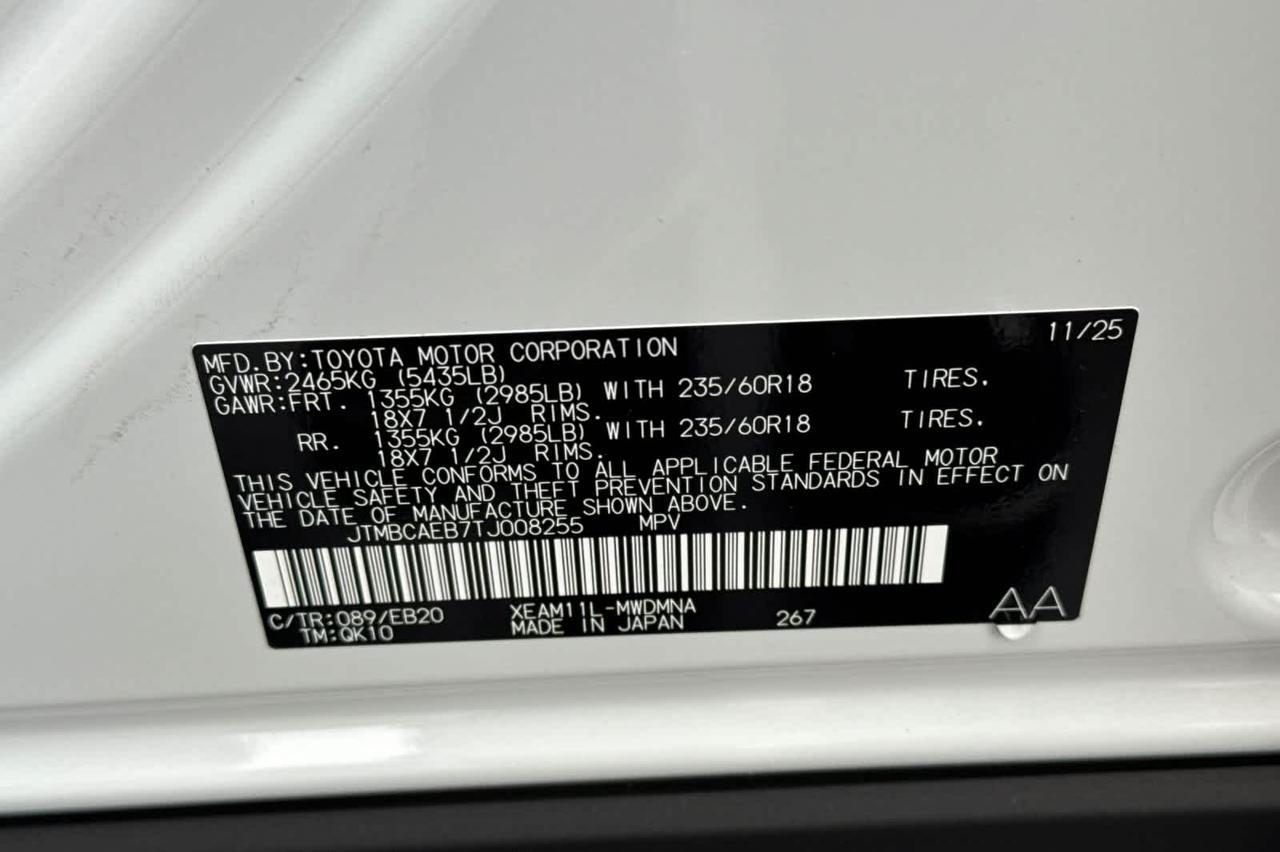 MFD.BY:TOYOTA MOTOR CORPORATION 11/25
GVWR:2465KG (5435LB)
GAWR:FRT. 1355KG (2985LB) WITH 235/60R18 TIRES.
18X7 1/2J RIMS.
RR. 1355KG (2985LB) WITH 235/60R18 TIRES.
18X7 1/2J RIMS.
THIS VEHICLE CONFORMS TO ALL APPLICABLE FEDERAL MOTOR
VEHICLE SAFETY AND THEFT PREVENTION STANDARDS IN EFFECT ON
THE DATE OF MANUFACTURE SHOWN ABOVE.
JTMBCAEB7TJ008255 MPV
C/TR:089/EB20 XEAM11L-MWDMNA 267 AA
TM:QK10 MADE IN JAPAN